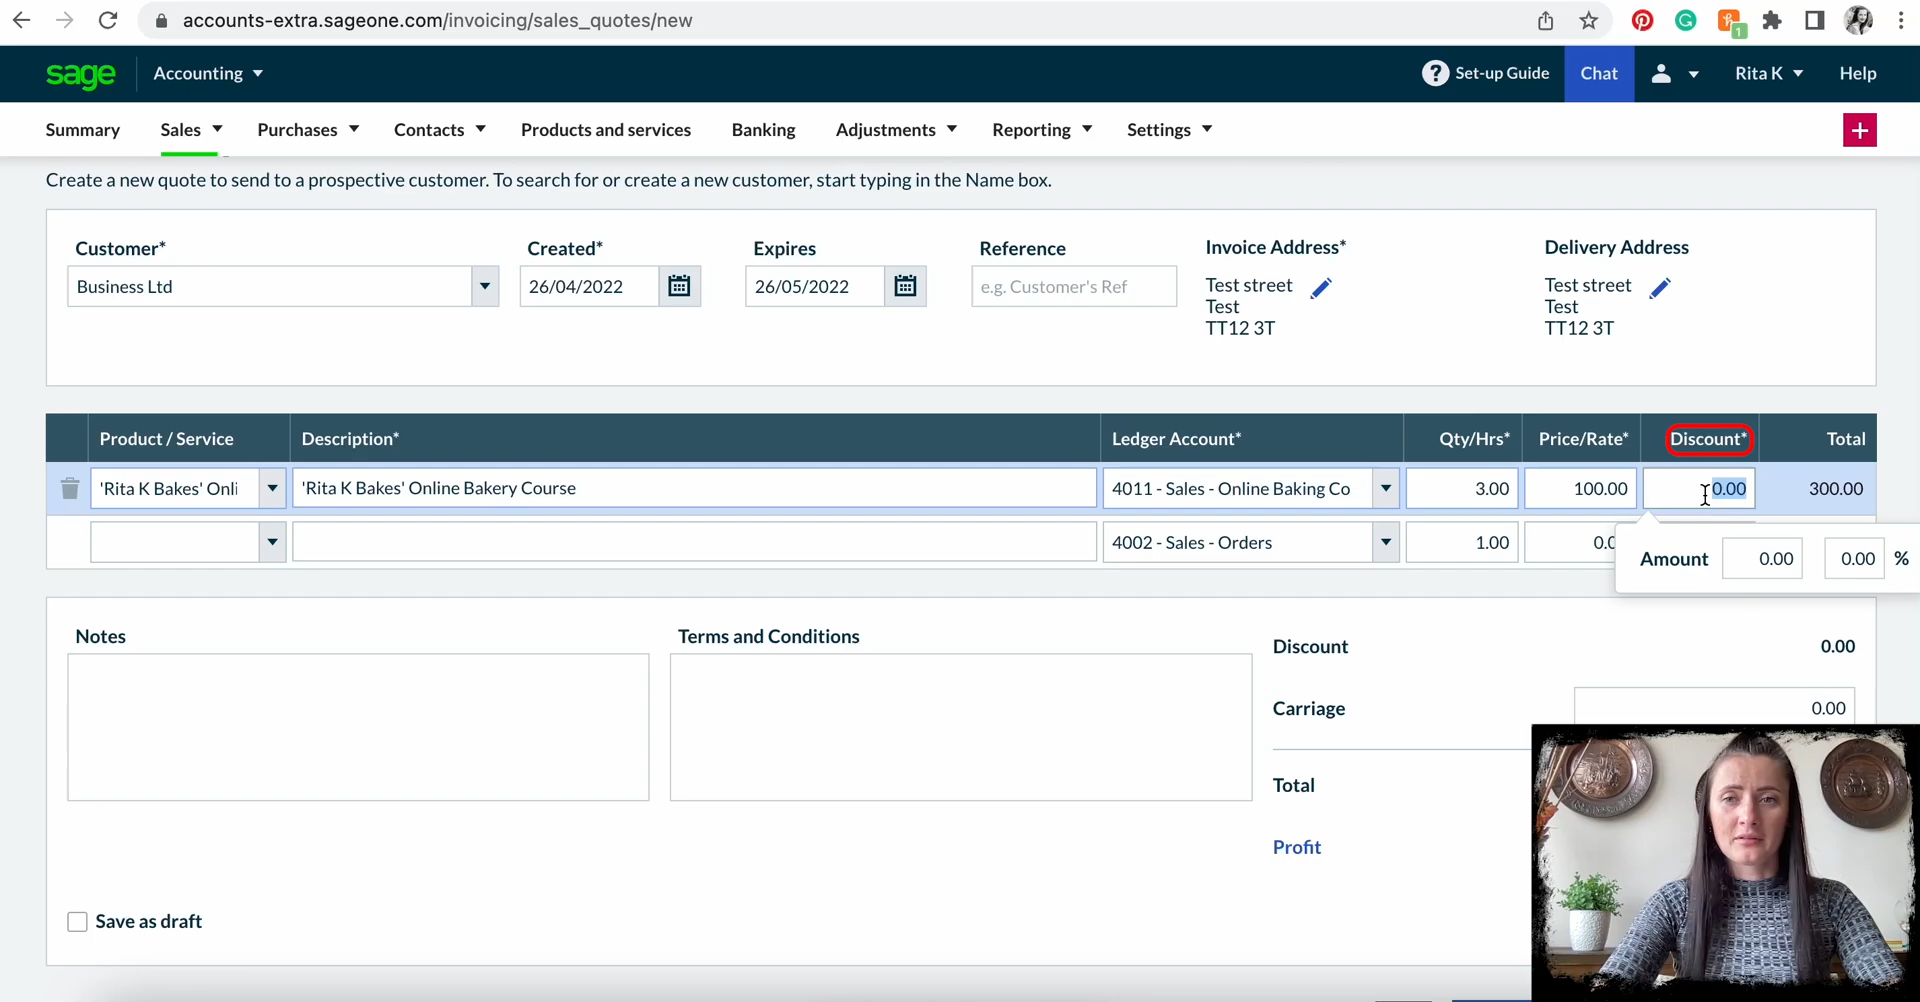 accounts-extra.sageone.com/invoicing/sales_quotes/new
1
sage Accounting ? Set-up Guide Chat Rita K Help
Summary Sales Purchases Contacts Products and services Banking Adjustments Reporting Settings +
Create a new quote to send to a prospective customer. To search for or create a new customer, start typing in the Name box.
Customer* Created* Expires Reference Invoice Address* Delivery Address
Business Ltd 26/04/2022 26/05/2022 e.g. Customer's Ref Test street Test street
Test Test
TT12 3T TT12 3T
Product / Service Description* Ledger Account* Qty/Hrs* Price/Rate* Discount* Total
'Rita K Bakes' Onli 'Rita K Bakes' Online Bakery Course 4011 - Sales - Online Baking Co 3.00 100.00 0.00 300.00
4002 - Sales - Orders 1.00 0.0
Amount 0.00 0.00 %
Notes Terms and Conditions Discount 0.00
Carriage 0.00
Total
Profit
Save as draft